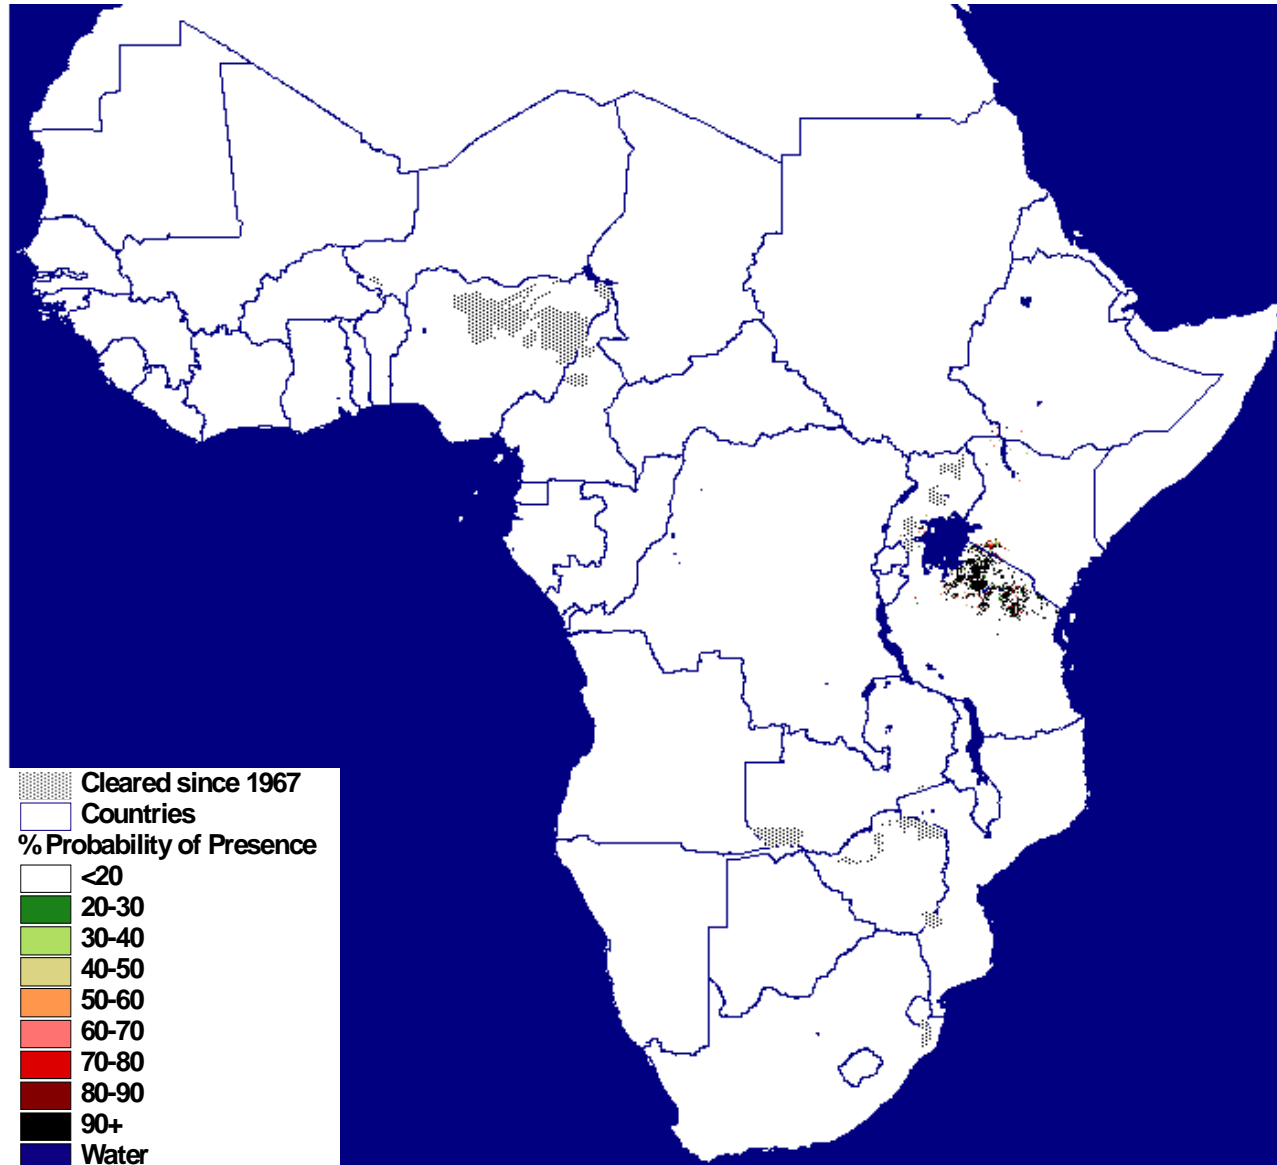 Cleared since 1967
Countries
% Probability of Presence
<20
20-30
30-40
40-50
50-60
60-70
70-80
80-90
90+
Water